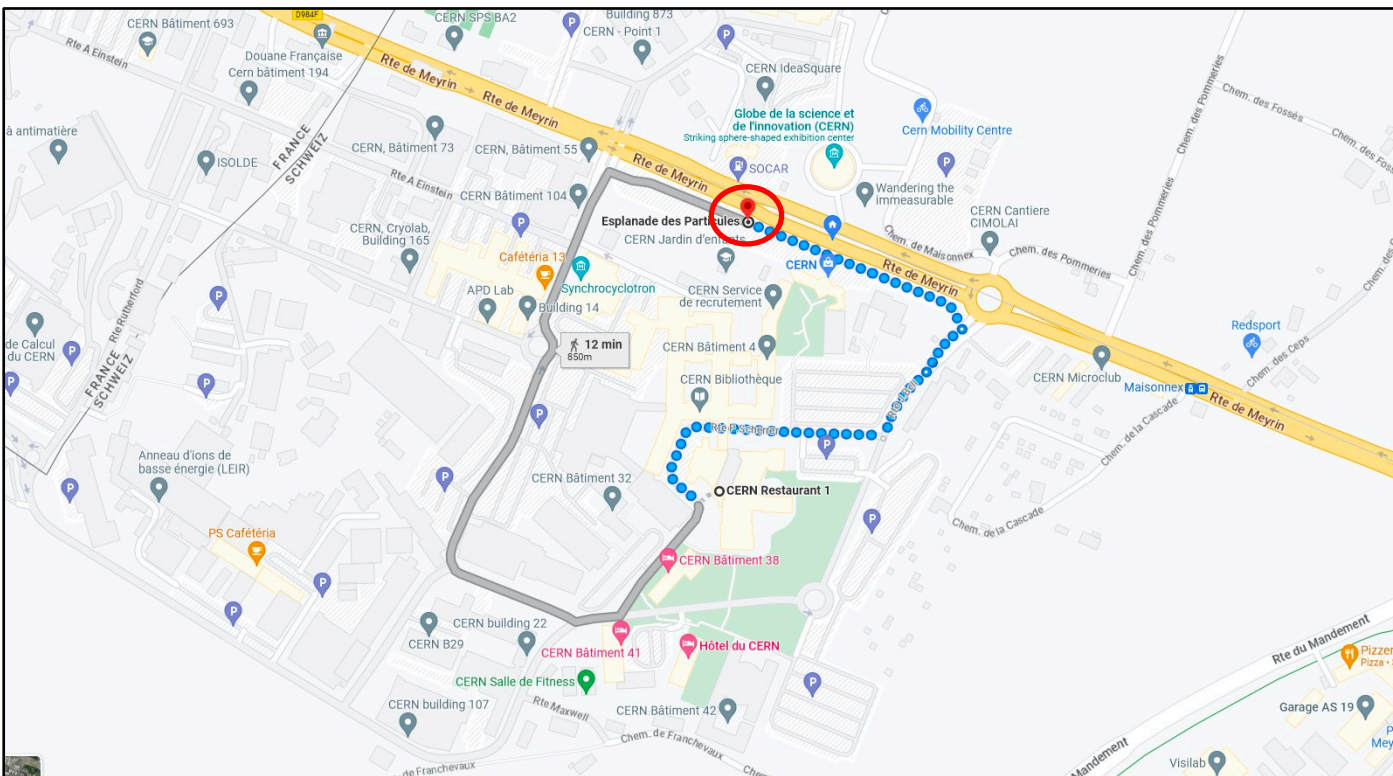 CERN Bâtiment 693
D984F
CERN SPS BA2
Building 873
CERN - Point 1
Rte A Einstein
Douane Française
Cern bâtiment 194
Rte de Meyrin
Rte de Meyrin
CERN IdeaSquare
Globe de la science et
de l'innovation (CERN)
Striking sphere-shaped exhibition center
Cern Mobility Centre
Chem. des Pommeries
Chem. des Fossés
à antimatière
ISOLDE
FRANCE
SCHWEIZ
CERN, Bâtiment 73
CERN, Bâtiment 55
Rte de Meyrin
SOCAR
Rte A Einstein
CERN Bâtiment 104
Wandering the
immeasurable
CERN Cantiere
CIMOLAI
Esplanade des Particules
CERN Jardin d'enfants
CERN, Cryolab,
Building 165
Cafétéria 13
Synchrocyclotron
CERN
Chem. de Maisonnex
Chem. des Pommeries
Chem. des Pommeries
Rte de Meyrin
APD Lab
Building 14
CERN Service
de recrutement
Rte Rutherford
de Calcul
du CERN
FRANCE
SCHWEIZ
12 min
850m
CERN Bâtiment 4
Redsport
Chem. des Ceps
CERN Bibliothèque
CERN Microclub
Maisonnex
Rte de Meyrin
Chem. de la Cascade
Anneau d'ions de
basse énergie (LEIR)
CERN Bâtiment 32
CERN Restaurant 1
Chem. de la Cascade
PS Cafétéria
CERN Bâtiment 38
CERN building 22
CERN B29
CERN Bâtiment 41
Hôtel du CERN
Rte du Mandement
CERN Salle de Fitness
CERN building 107
Rte Maxwell
CERN Bâtiment 42
Chem. de Franchevaux
de Franchevaux
Garage AS 19
Visilab
Mandement